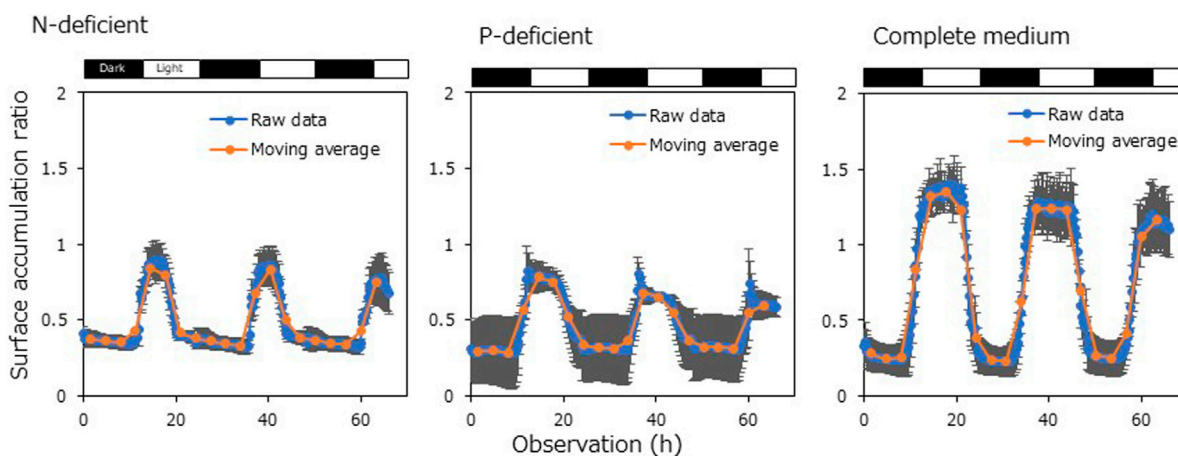 N-deficient
P-deficient
Complete medium
Dark Light
Surface accumulation ratio
2
1.5
1
0.5
0
0 20 40 60
Raw data
Moving average
2
1.5
1
0.5
0
0 20 40 60
Raw data
Moving average
2
1.5
1
0.5
0
0 20 40 60
Raw data
Moving average
Observation (h)